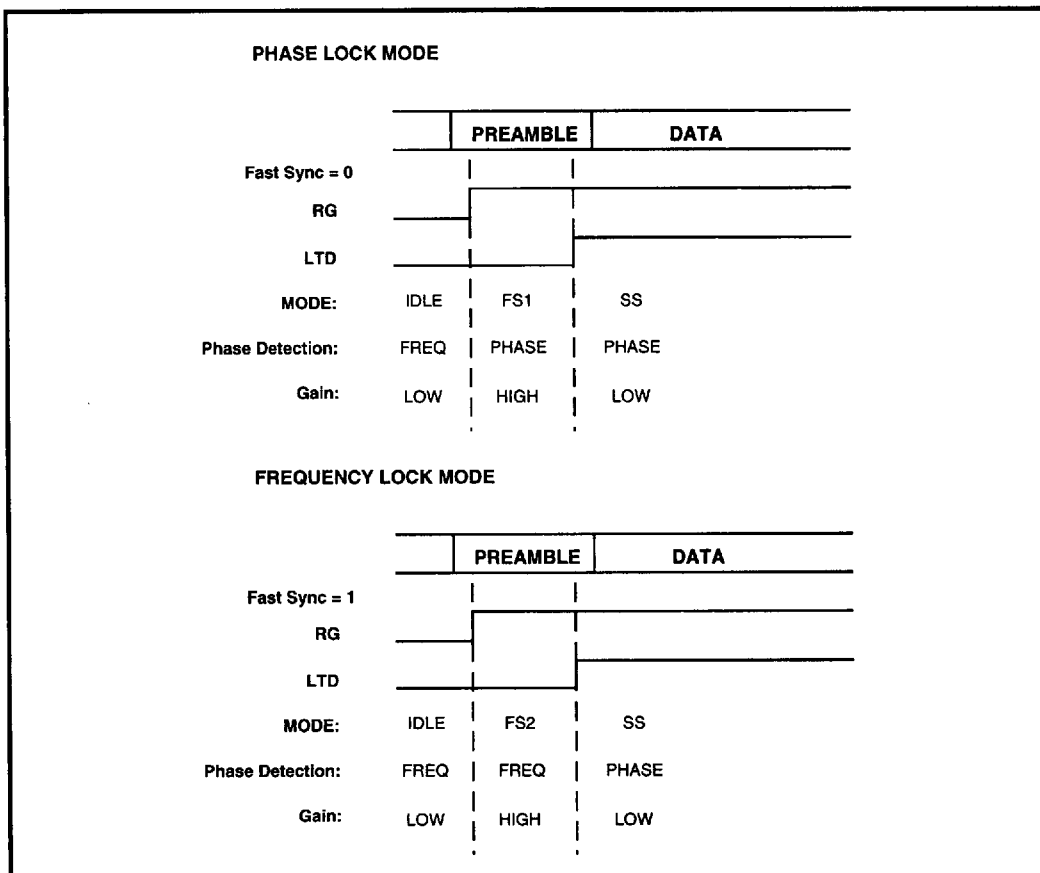 PHASE LOCK MODE
PREAMBLE DATA
Fast Sync = 0
RG
LTD
MODE: IDLE FS1 SS
Phase Detection: FREQ PHASE PHASE
Gain: LOW HIGH LOW
FREQUENCY LOCK MODE
PREAMBLE DATA
Fast Sync = 1
RG
LTD
MODE: IDLE FS2 SS
Phase Detection: FREQ FREQ PHASE
Gain: LOW HIGH LOW